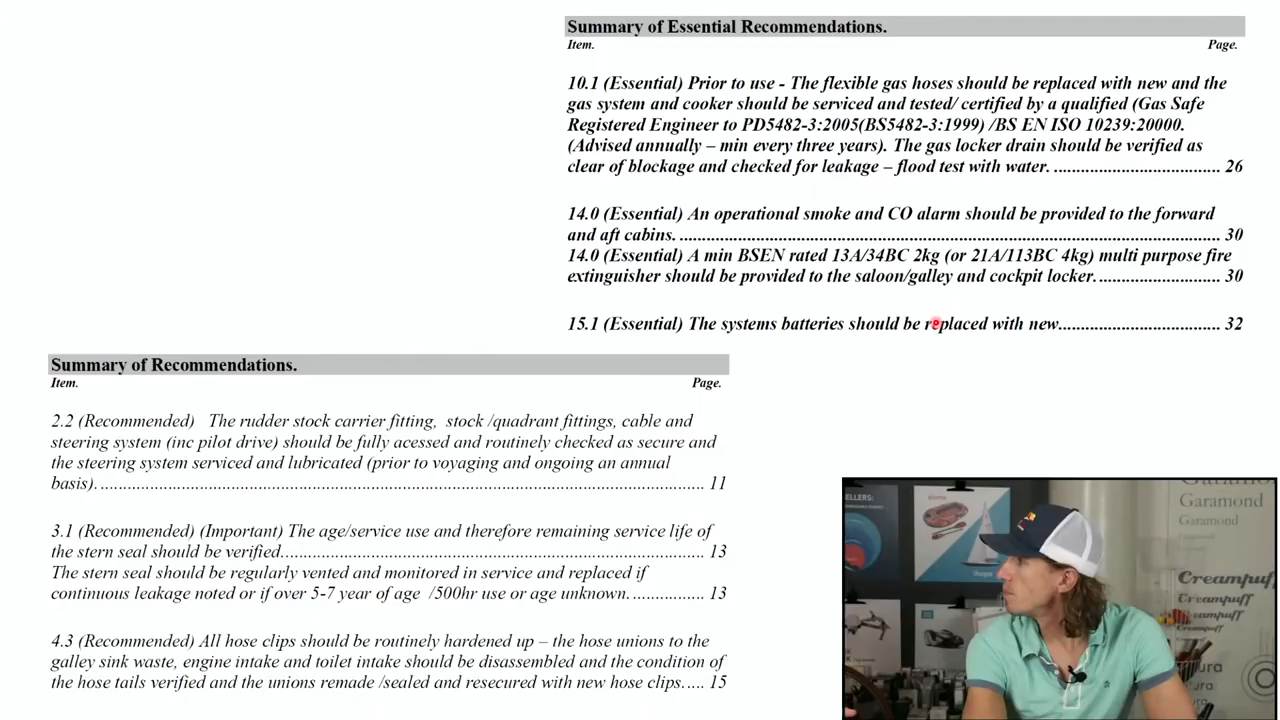 Summary of Essential Recommendations.
Item. Page.
10.1 (Essential) Prior to use - The flexible gas hoses should be replaced with new and the
gas system and cooker should be serviced and tested/ certified by a qualified (Gas Safe
Registered Engineer to PD5482-3:2005(BS5482-3:1999) /BS EN ISO 10239:20000.
(Advised annually – min every three years). The gas locker drain should be verified as
clear of blockage and checked for leakage – flood test with water. ..................................... 26
14.0 (Essential) An operational smoke and CO alarm should be provided to the forward
and aft cabins. ........................................................................................................................ 30
14.0 (Essential) A min BSEN rated 13A/34BC 2kg (or 21A/113BC 4kg) multi purpose fire
extinguisher should be provided to the saloon/galley and cockpit locker. ........................... 30
15.1 (Essential) The systems batteries should be replaced with new.................................... 32
Summary of Recommendations.
Item. Page.
2.2 (Recommended) The rudder stock carrier fitting, stock /quadrant fittings, cable and
steering system (inc pilot drive) should be fully acessed and routinely checked as secure and
the steering system serviced and lubricated (prior to voyaging and ongoing an annual
basis). ..................................................................................................................................... 11
3.1 (Recommended) (Important) The age/service use and therefore remaining service life of
the stern seal should be verified.............................................................................................. 13
The stern seal should be regularly vented and monitored in service and replaced if
continuous leakage noted or if over 5-7 year of age /500hr use or age unknown. ................ 13
4.3 (Recommended) All hose clips should be routinely hardened up – the hose unions to the
galley sink waste, engine intake and toilet intake should be disassembled and the condition of
the hose tails verified and the unions remade /sealed and resecured with new hose clips..... 15
ELLERS:
Garamond
Garamond
Garamond
Creampuff
Creampuff
Creampuff